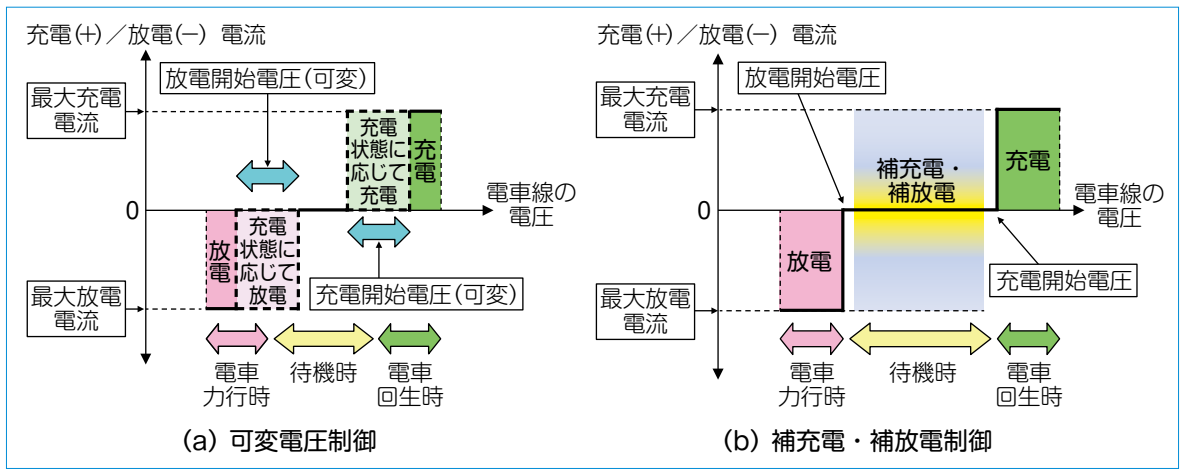 充電(+)/放電(−) 電流
放電開始電圧(可変)
最大充電
電流
充電
状態に
応じて
充電
充
電
電車線の
電圧
0
放
電
充電
状態に
応じて
放電
充電開始電圧(可変)
最大放電
電流
電車
力行時
待機時
電車
回生時
(a) 可変電圧制御
充電(+)/放電(−) 電流
放電開始電圧
最大充電
電流
補充電・
補放電
充電
電車線の
電圧
0
放電
充電開始電圧
最大放電
電流
電車
力行時
待機時
電車
回生時
(b) 補充電・補放電制御